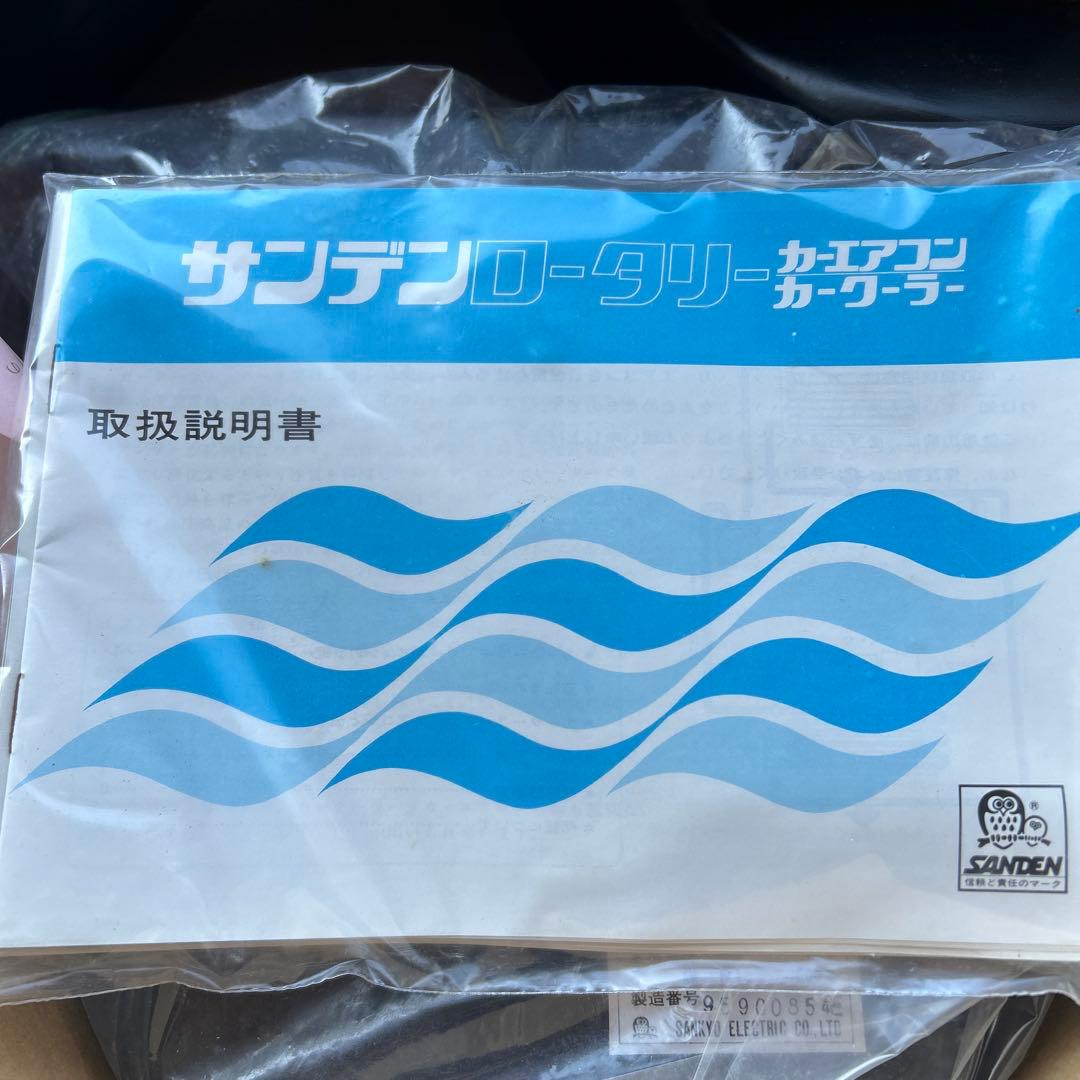 サンデンロータリーカーエアコン
カークーラー
取扱説明書
®
SANDEN
信頼と責任のマーク
製造番号
SANKYO ELECTRIC CO., LTD